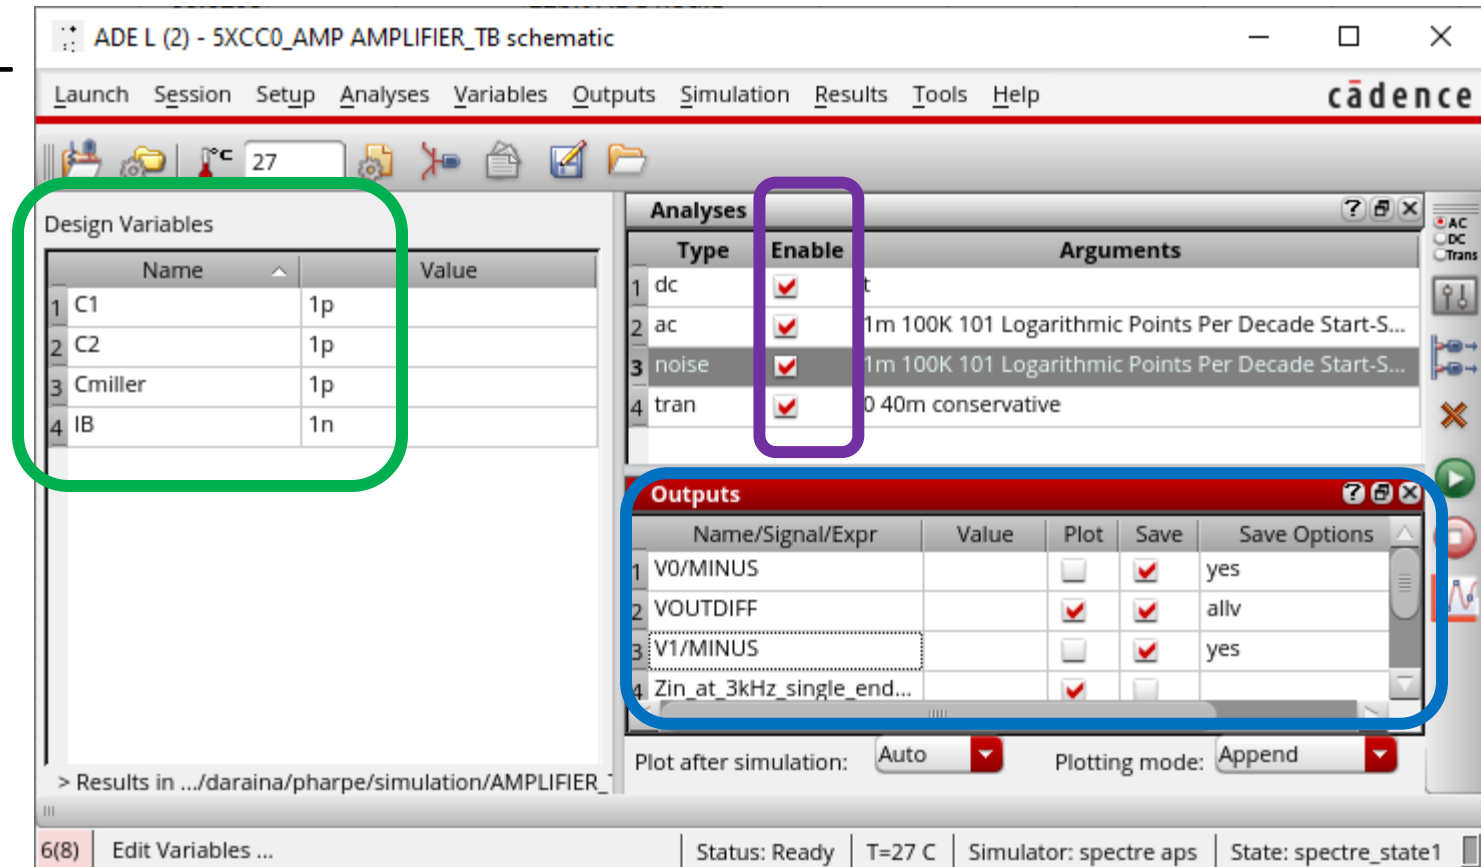 ADE L (2) - 5XCC0_AMP AMPLIFIER_TB schematic
Launch Session Setup Analyses Variables Outputs Simulation Results Tools Help cādence
°C 27
Design Variables
Name Value
1 C1 1p
2 C2 1p
3 Cmiller 1p
4 IB 1n
> Results in .../daraina/pharpe/simulation/AMPLIFIER_
Analyses
Type Enable Arguments
1 dc t
2 ac 1m 100K 101 Logarithmic Points Per Decade Start-S...
3 noise 1m 100K 101 Logarithmic Points Per Decade Start-S...
4 tran 0 40m conservative
Outputs
Name/Signal/Expr Value Plot Save Save Options
1 V0/MINUS yes
2 VOUTDIFF allv
3 V1/MINUS yes
4 Zin_at_3kHz_single_end...
Plot after simulation: Auto Plotting mode: Append
AC
DC
Trans
6(8) Edit Variables ... Status: Ready T=27 C Simulator: spectre aps State: spectre_state1